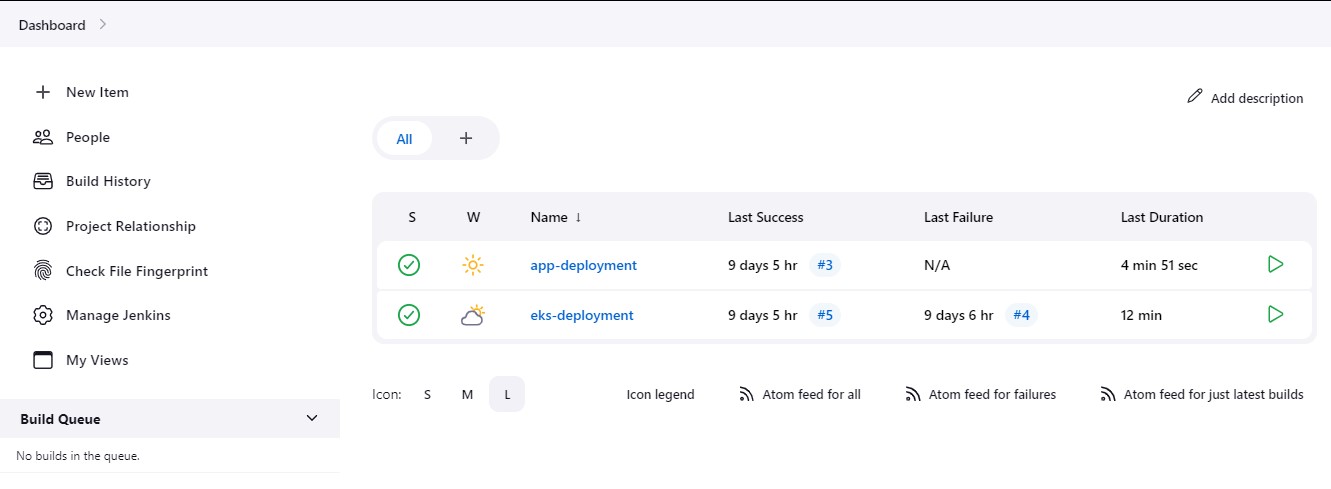 Dashboard
New Item
People
Build History
Project Relationship
Check File Fingerprint
Manage Jenkins
My Views
Build Queue
No builds in the queue.
Add description
All +
S W Name ↓ Last Success Last Failure Last Duration
app-deployment 9 days 5 hr #3 N/A 4 min 51 sec
eks-deployment 9 days 5 hr #5 9 days 6 hr #4 12 min
Icon: S M L Icon legend Atom feed for all Atom feed for failures Atom feed for just latest builds